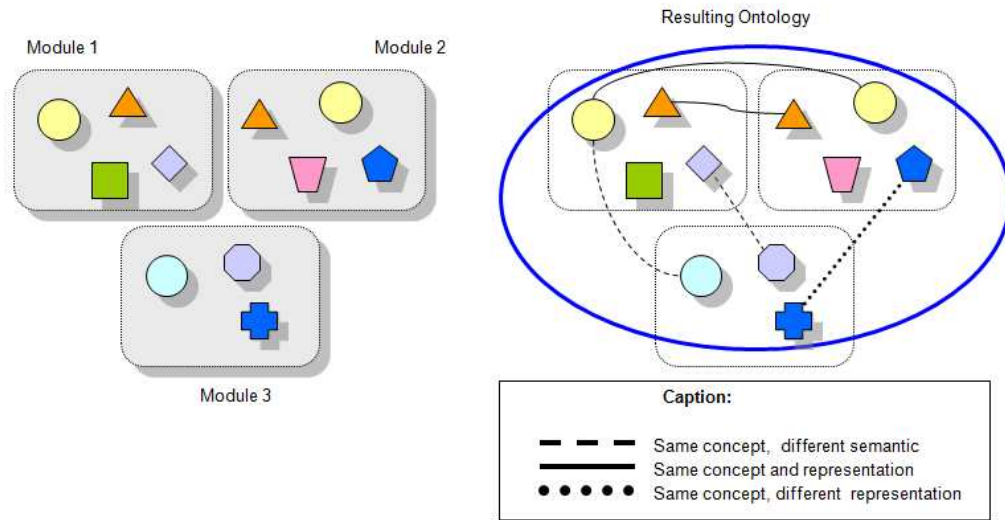 Resulting Ontology
Module 1
Module 2
Module 3
Caption:
Same concept, different semantic
Same concept and representation
Same concept, different representation